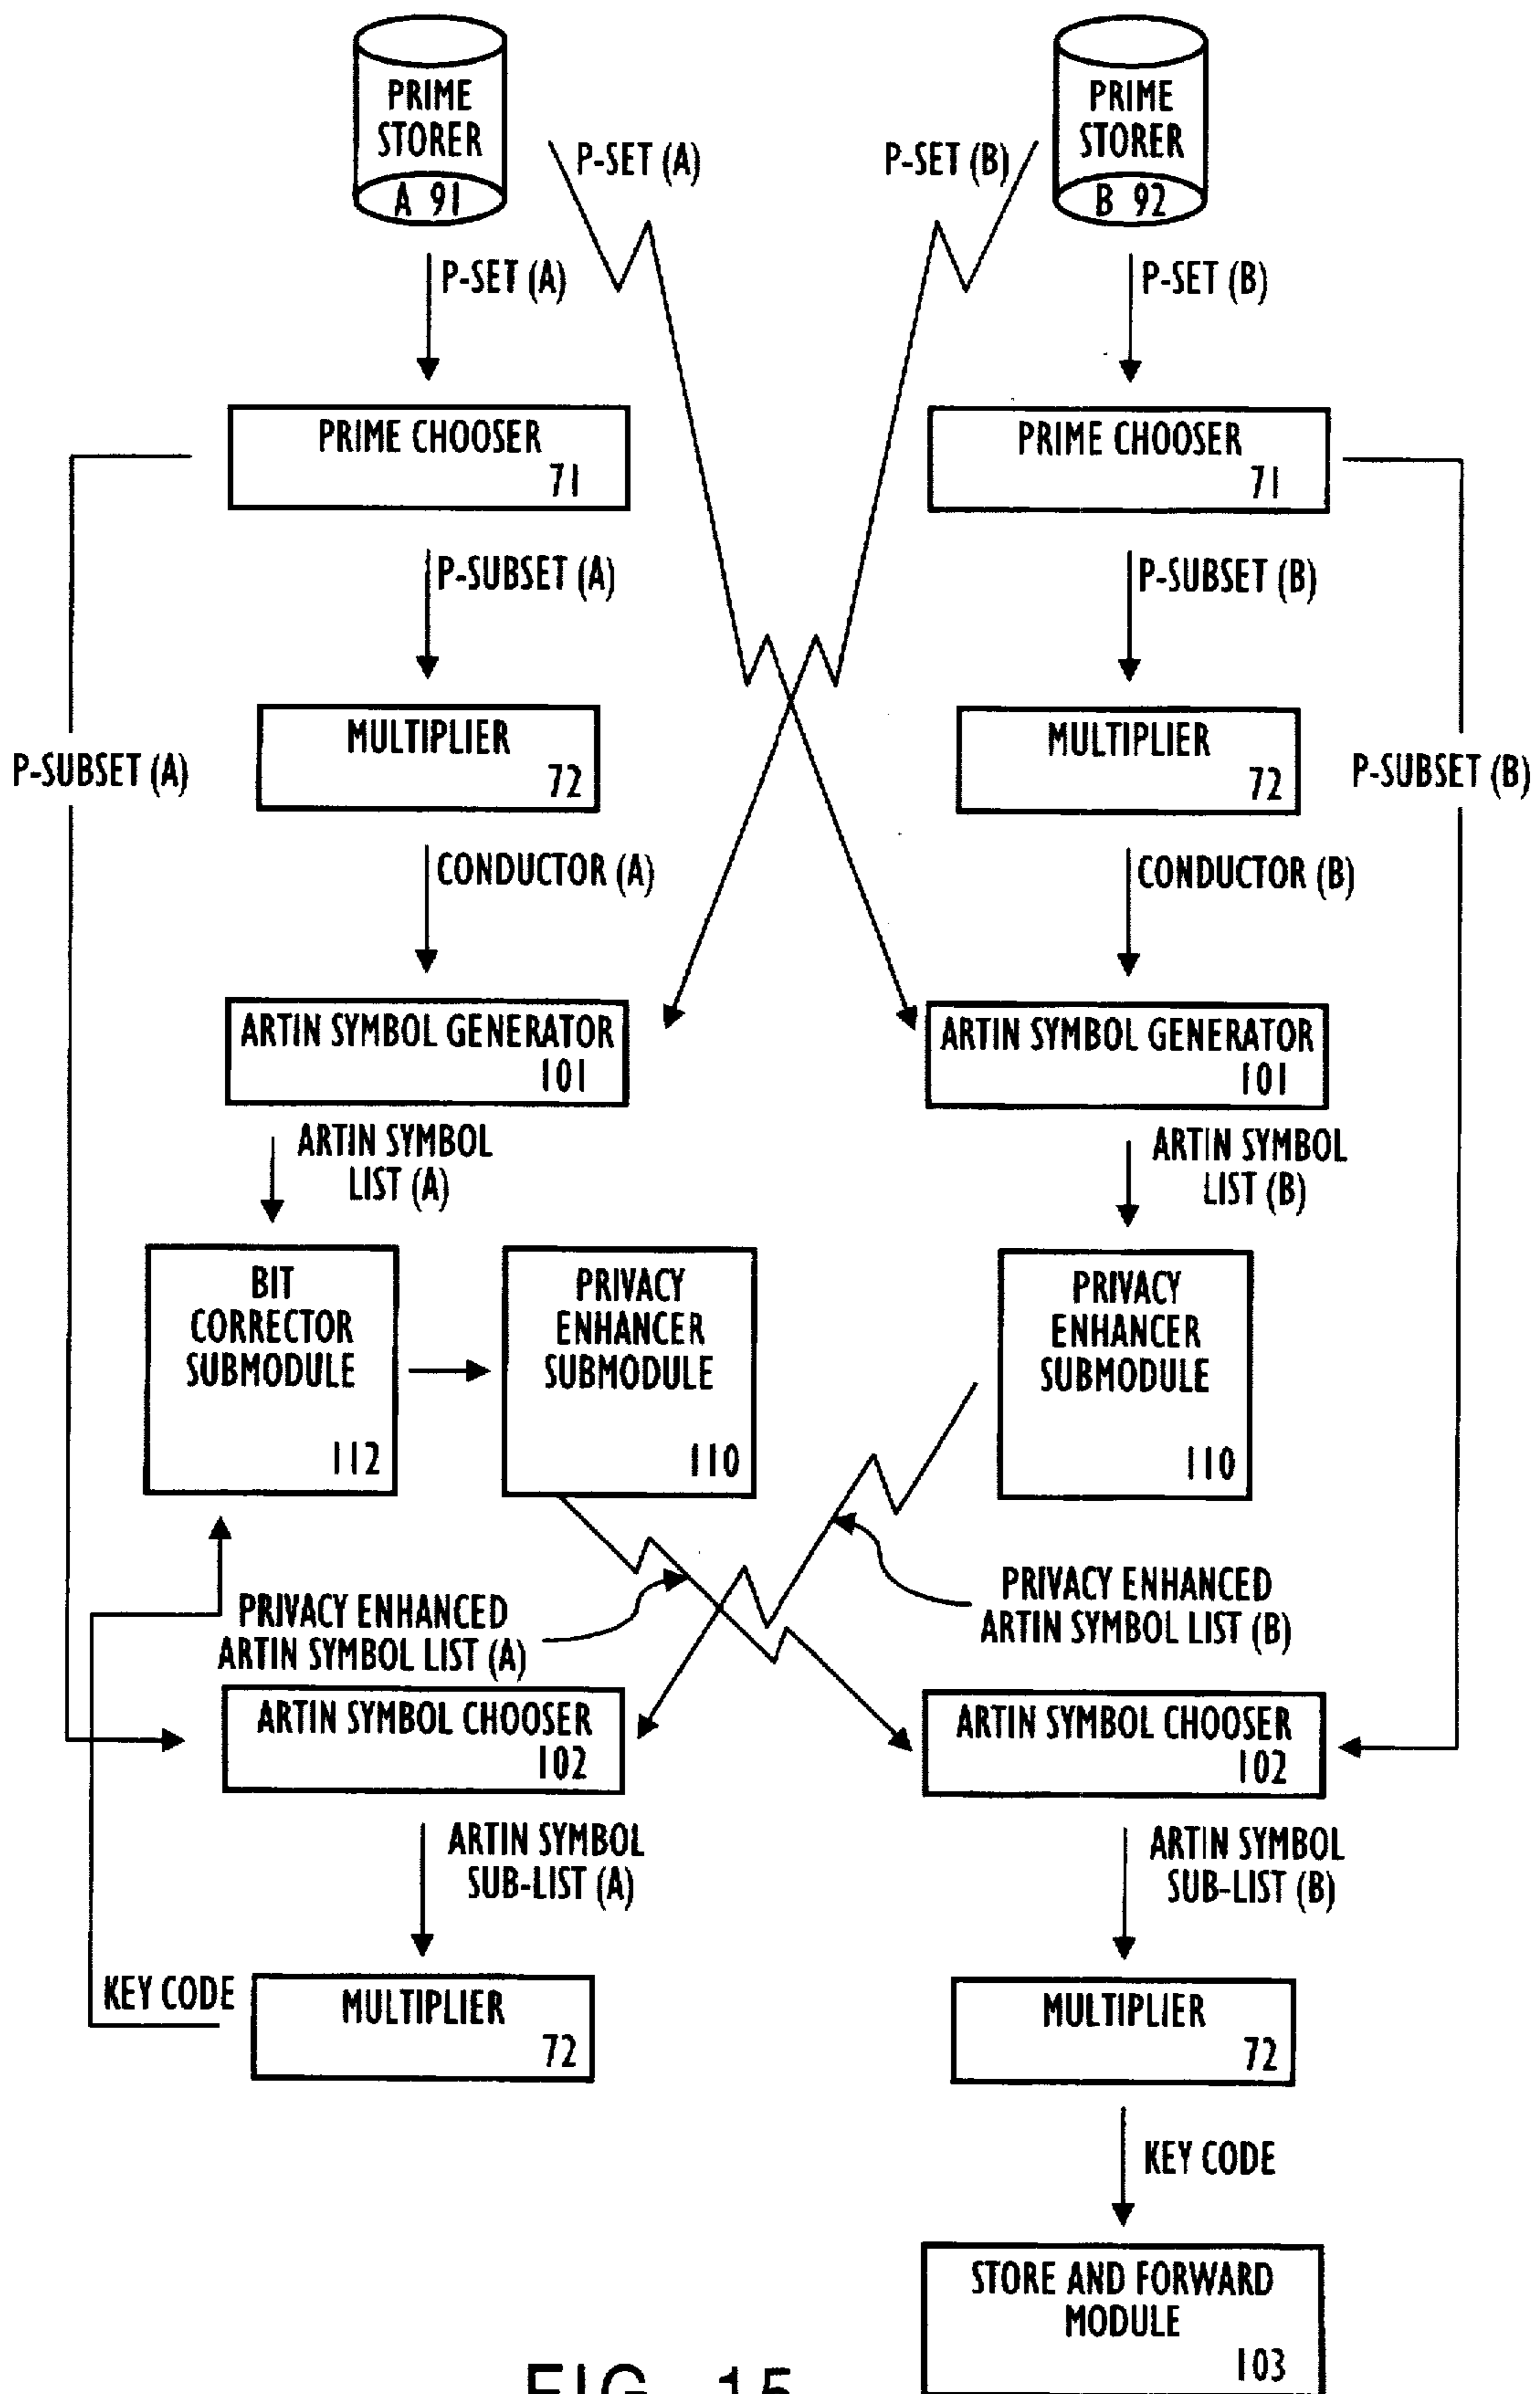 PRIME
STORER
A 91
PRIME
STORER
B 92
P-SET (A)
P-SET (B)
P-SET (A)
P-SET (B)
PRIME CHOOSER
71
PRIME CHOOSER
71
P-SUBSET (A)
P-SUBSET (B)
MULTIPLIER
72
MULTIPLIER
72
P-SUBSET (A)
P-SUBSET (B)
CONDUCTOR (A)
CONDUCTOR (B)
ARTIN SYMBOL GENERATOR
101
ARTIN SYMBOL GENERATOR
101
ARTIN SYMBOL
LIST (A)
ARTIN SYMBOL
LIST (B)
BIT
CORRECTOR
SUBMODULE
112
PRIVACY
ENHANCER
SUBMODULE
110
PRIVACY
ENHANCER
SUBMODULE
110
PRIVACY ENHANCED
ARTIN SYMBOL LIST (A)
PRIVACY ENHANCED
ARTIN SYMBOL LIST (B)
ARTIN SYMBOL CHOOSER
102
ARTIN SYMBOL CHOOSER
102
ARTIN SYMBOL
SUB-LIST (A)
ARTIN SYMBOL
SUB-LIST (B)
KEY CODE
MULTIPLIER
72
MULTIPLIER
72
KEY CODE
STORE AND FORWARD
MODULE
103
FIG. 15